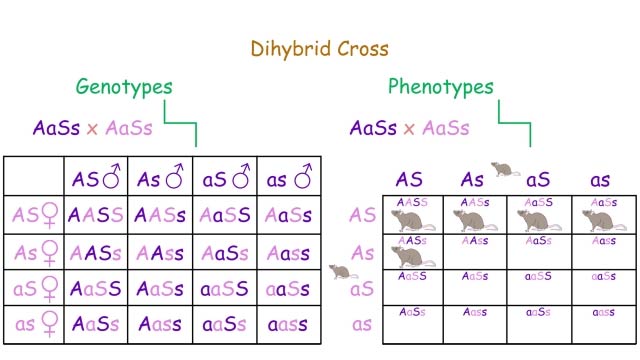 Dihybrid Cross
Genotypes
AaSs x AaSs
AS♂ As♂ aS♂ as♂
AS♀ AASS AASs AaSS AaSs
As♀ AASs AAss AaSs Aass
aS♀ AaSS AaSs aaSS aaSs
as♀ AaSs Aass aaSs aass
Phenotypes
AaSs x AaSs
AS As aS as
AS AASS AASs AaSS AaSs
As AASs AAss AaSs Aass
aS AaSS AaSs aaSS aaSs
as AaSs Aass aaSs aass